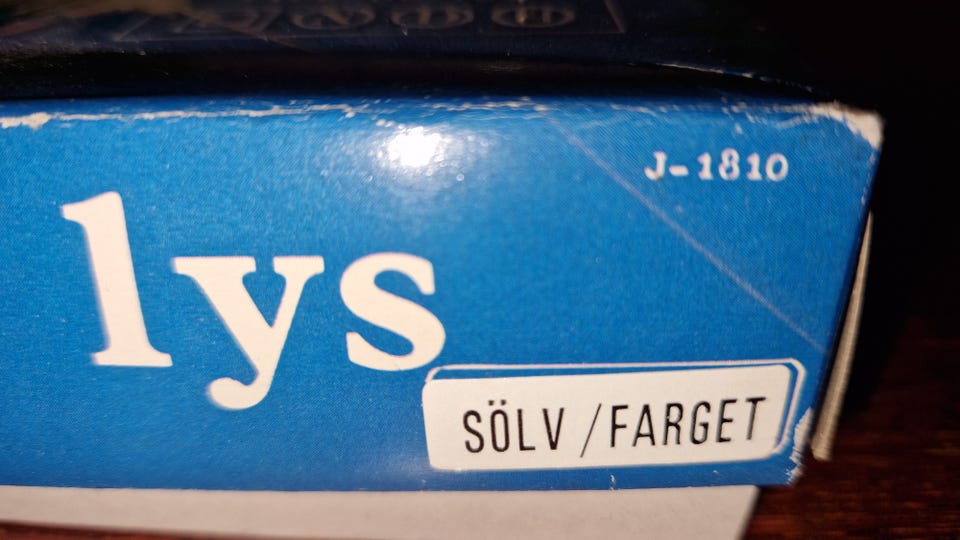 J-1810
lys
SÖLV / FARGET